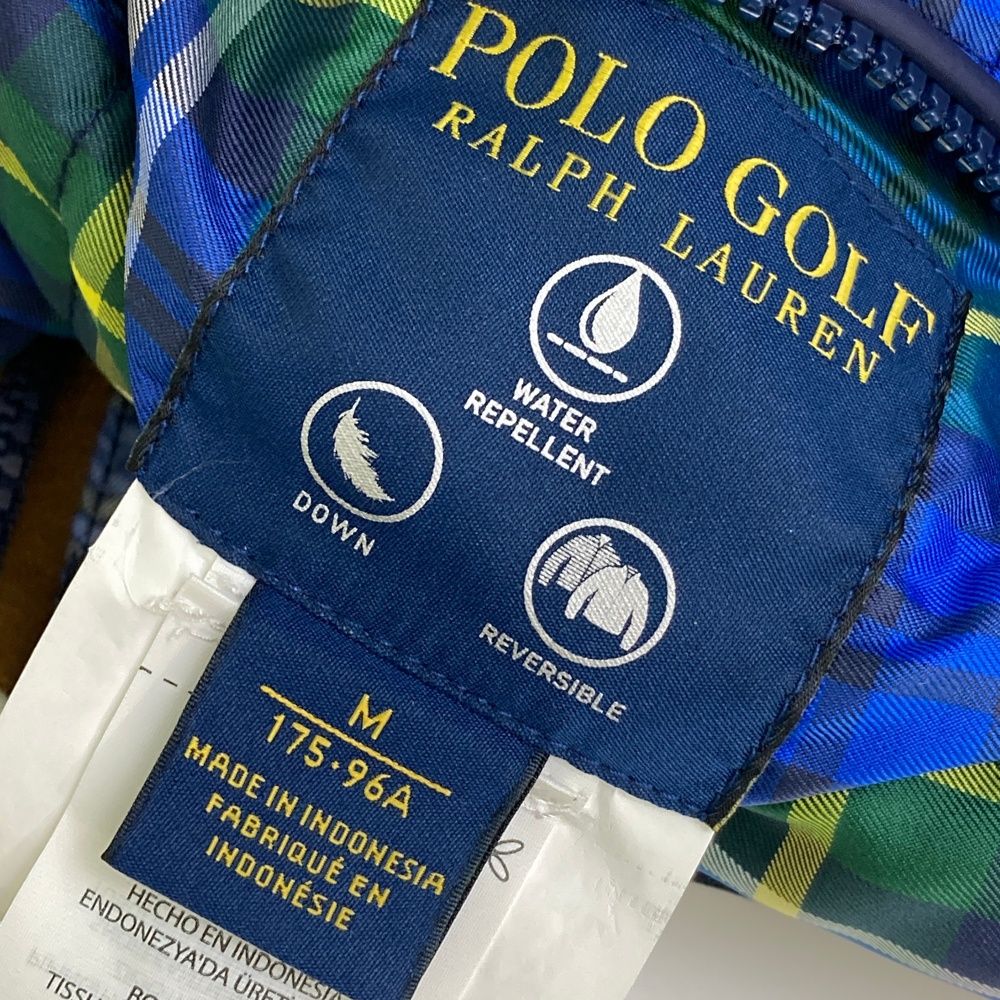 POLO GOLF
RALPH LAUREN
WATER
REPELLENT
DOWN
REVERSIBLE
M
175·96A
MADE IN INDONESIA
FABRIQUÉ EN
INDONÉSIE
HECHO EN INDONESIA
ENDONEZYA'DA